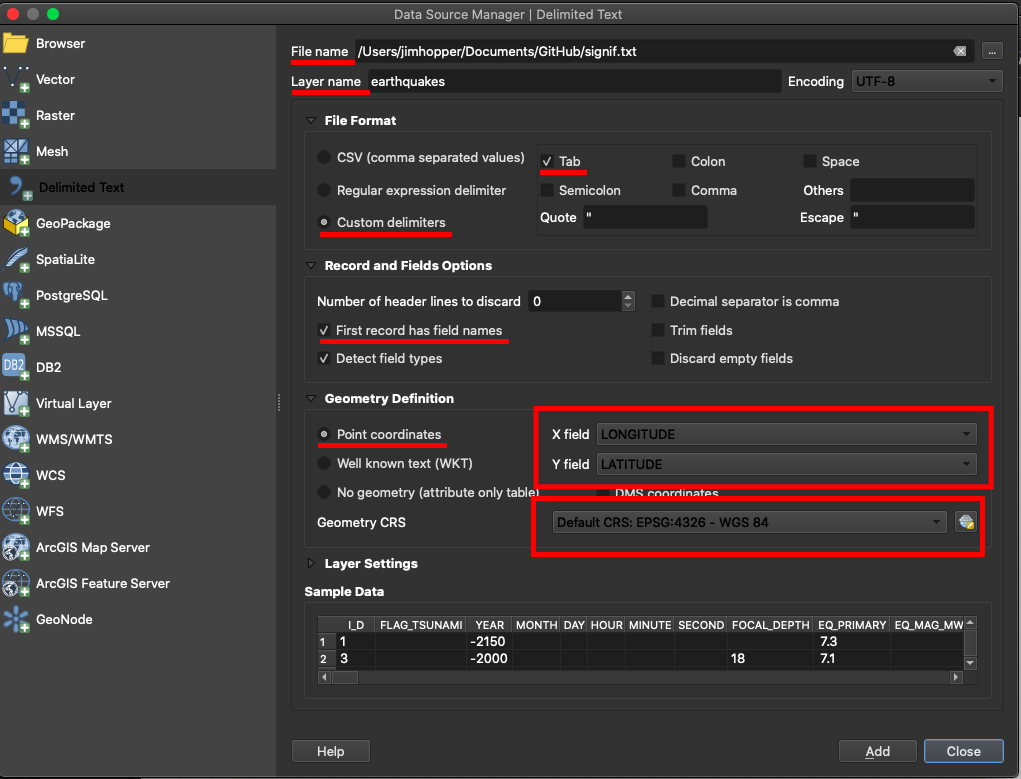 Data Source Manager | Delimited Text
Browser
Vector
Raster
Mesh
Delimited Text
GeoPackage
SpatiaLite
PostgreSQL
MSSQL
DB2
DB2
Virtual Layer
WMS/WMTS
WCS
WFS
ArcGIS Map Server
ArcGIS Feature Server
GeoNode
File name /Users/jimhopper/Documents/GitHub/signif.txt ...
Layer name earthquakes Encoding UTF-8
File Format
CSV (comma separated values) Tab Colon Space
Regular expression delimiter Semicolon Comma Others
Custom delimiters Quote " Escape "
Record and Fields Options
Number of header lines to discard 0 Decimal separator is comma
First record has field names Trim fields
Detect field types Discard empty fields
Geometry Definition
Point coordinates X field LONGITUDE
Well known text (WKT) Y field LATITUDE
No geometry (attribute only table) DMS coordinates
Geometry CRS Default CRS: EPSG:4326 - WGS 84
Layer Settings
Sample Data
I_D FLAG_TSUNAMI YEAR MONTH DAY HOUR MINUTE SECOND FOCAL_DEPTH EQ_PRIMARY EQ_MAG_MW
1 1 -2150 7.3
2 3 -2000 18 7.1
Help Add Close